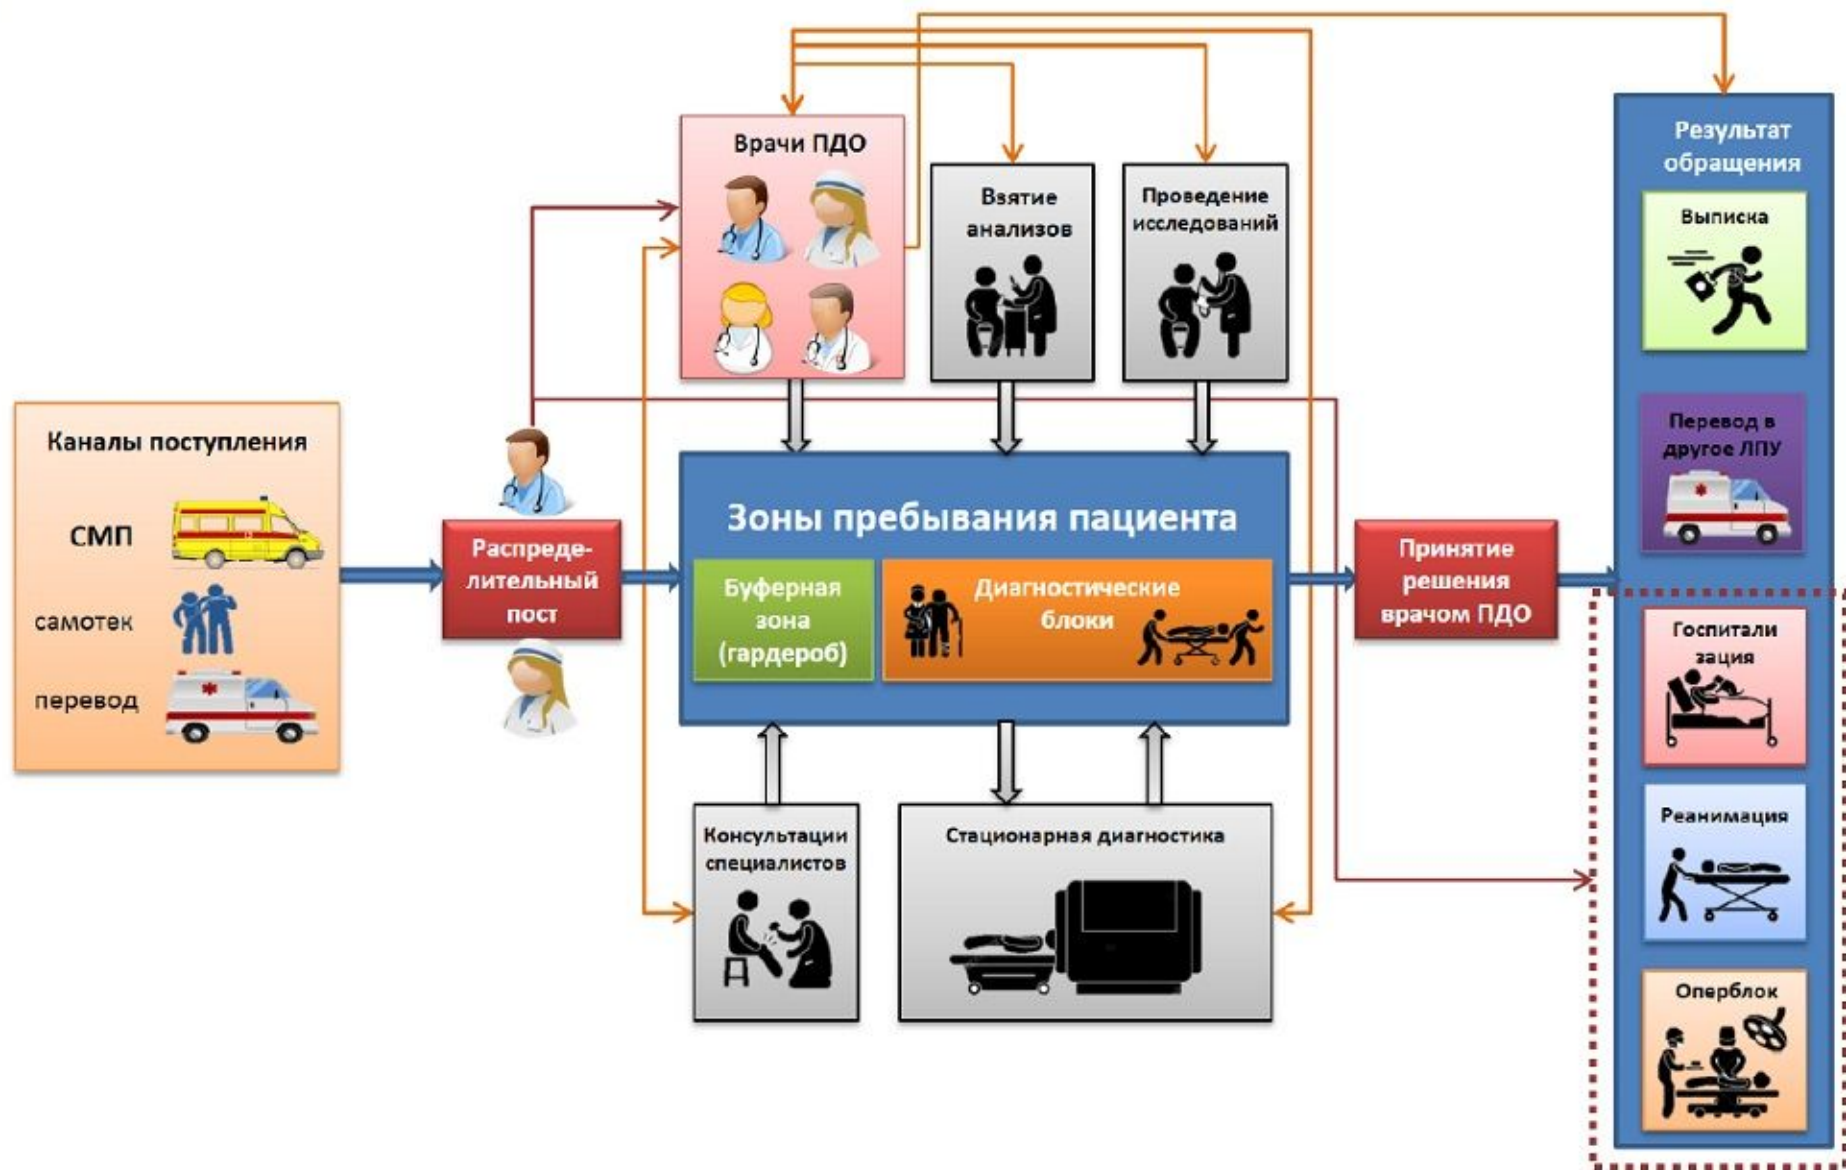 Каналы поступления
СМП
самотек
перевод
Распреде-
лительный
пост
Врачи ПДО
Взятие
анализов
Проведение
исследований
Зоны пребывания пациента
Буферная
зона
(гардероб)
Диагностические
блоки
Консультации
специалистов
Стационарная диагностика
Принятие
решения
врачом ПДО
Результат
обращения
Выписка
Перевод в
другое ЛПУ
Госпитали
зация
Реанимация
Оперблок